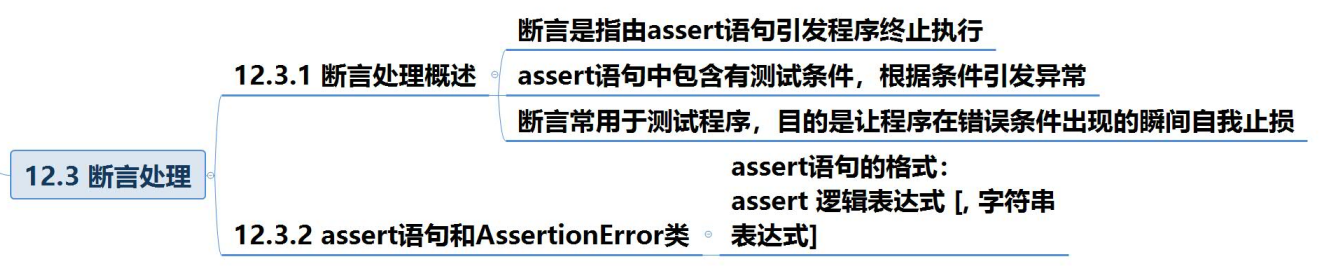 12.3 断言处理
12.3.1 断言处理概述
断言是指由assert语句引发程序终止执行
assert语句中包含有测试条件，根据条件引发异常
断言常用于测试程序，目的是让程序在错误条件出现的瞬间自我止损
12.3.2 assert语句和AssertionError类
assert语句的格式：
assert 逻辑表达式 [, 字符串
表达式]